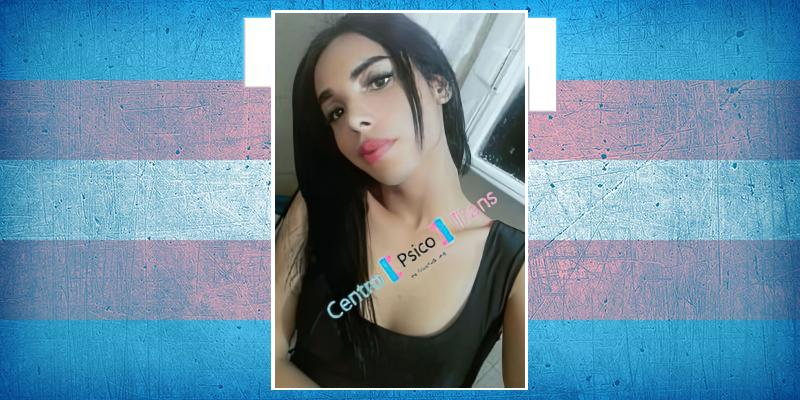 Centro [ Psico ] Trans